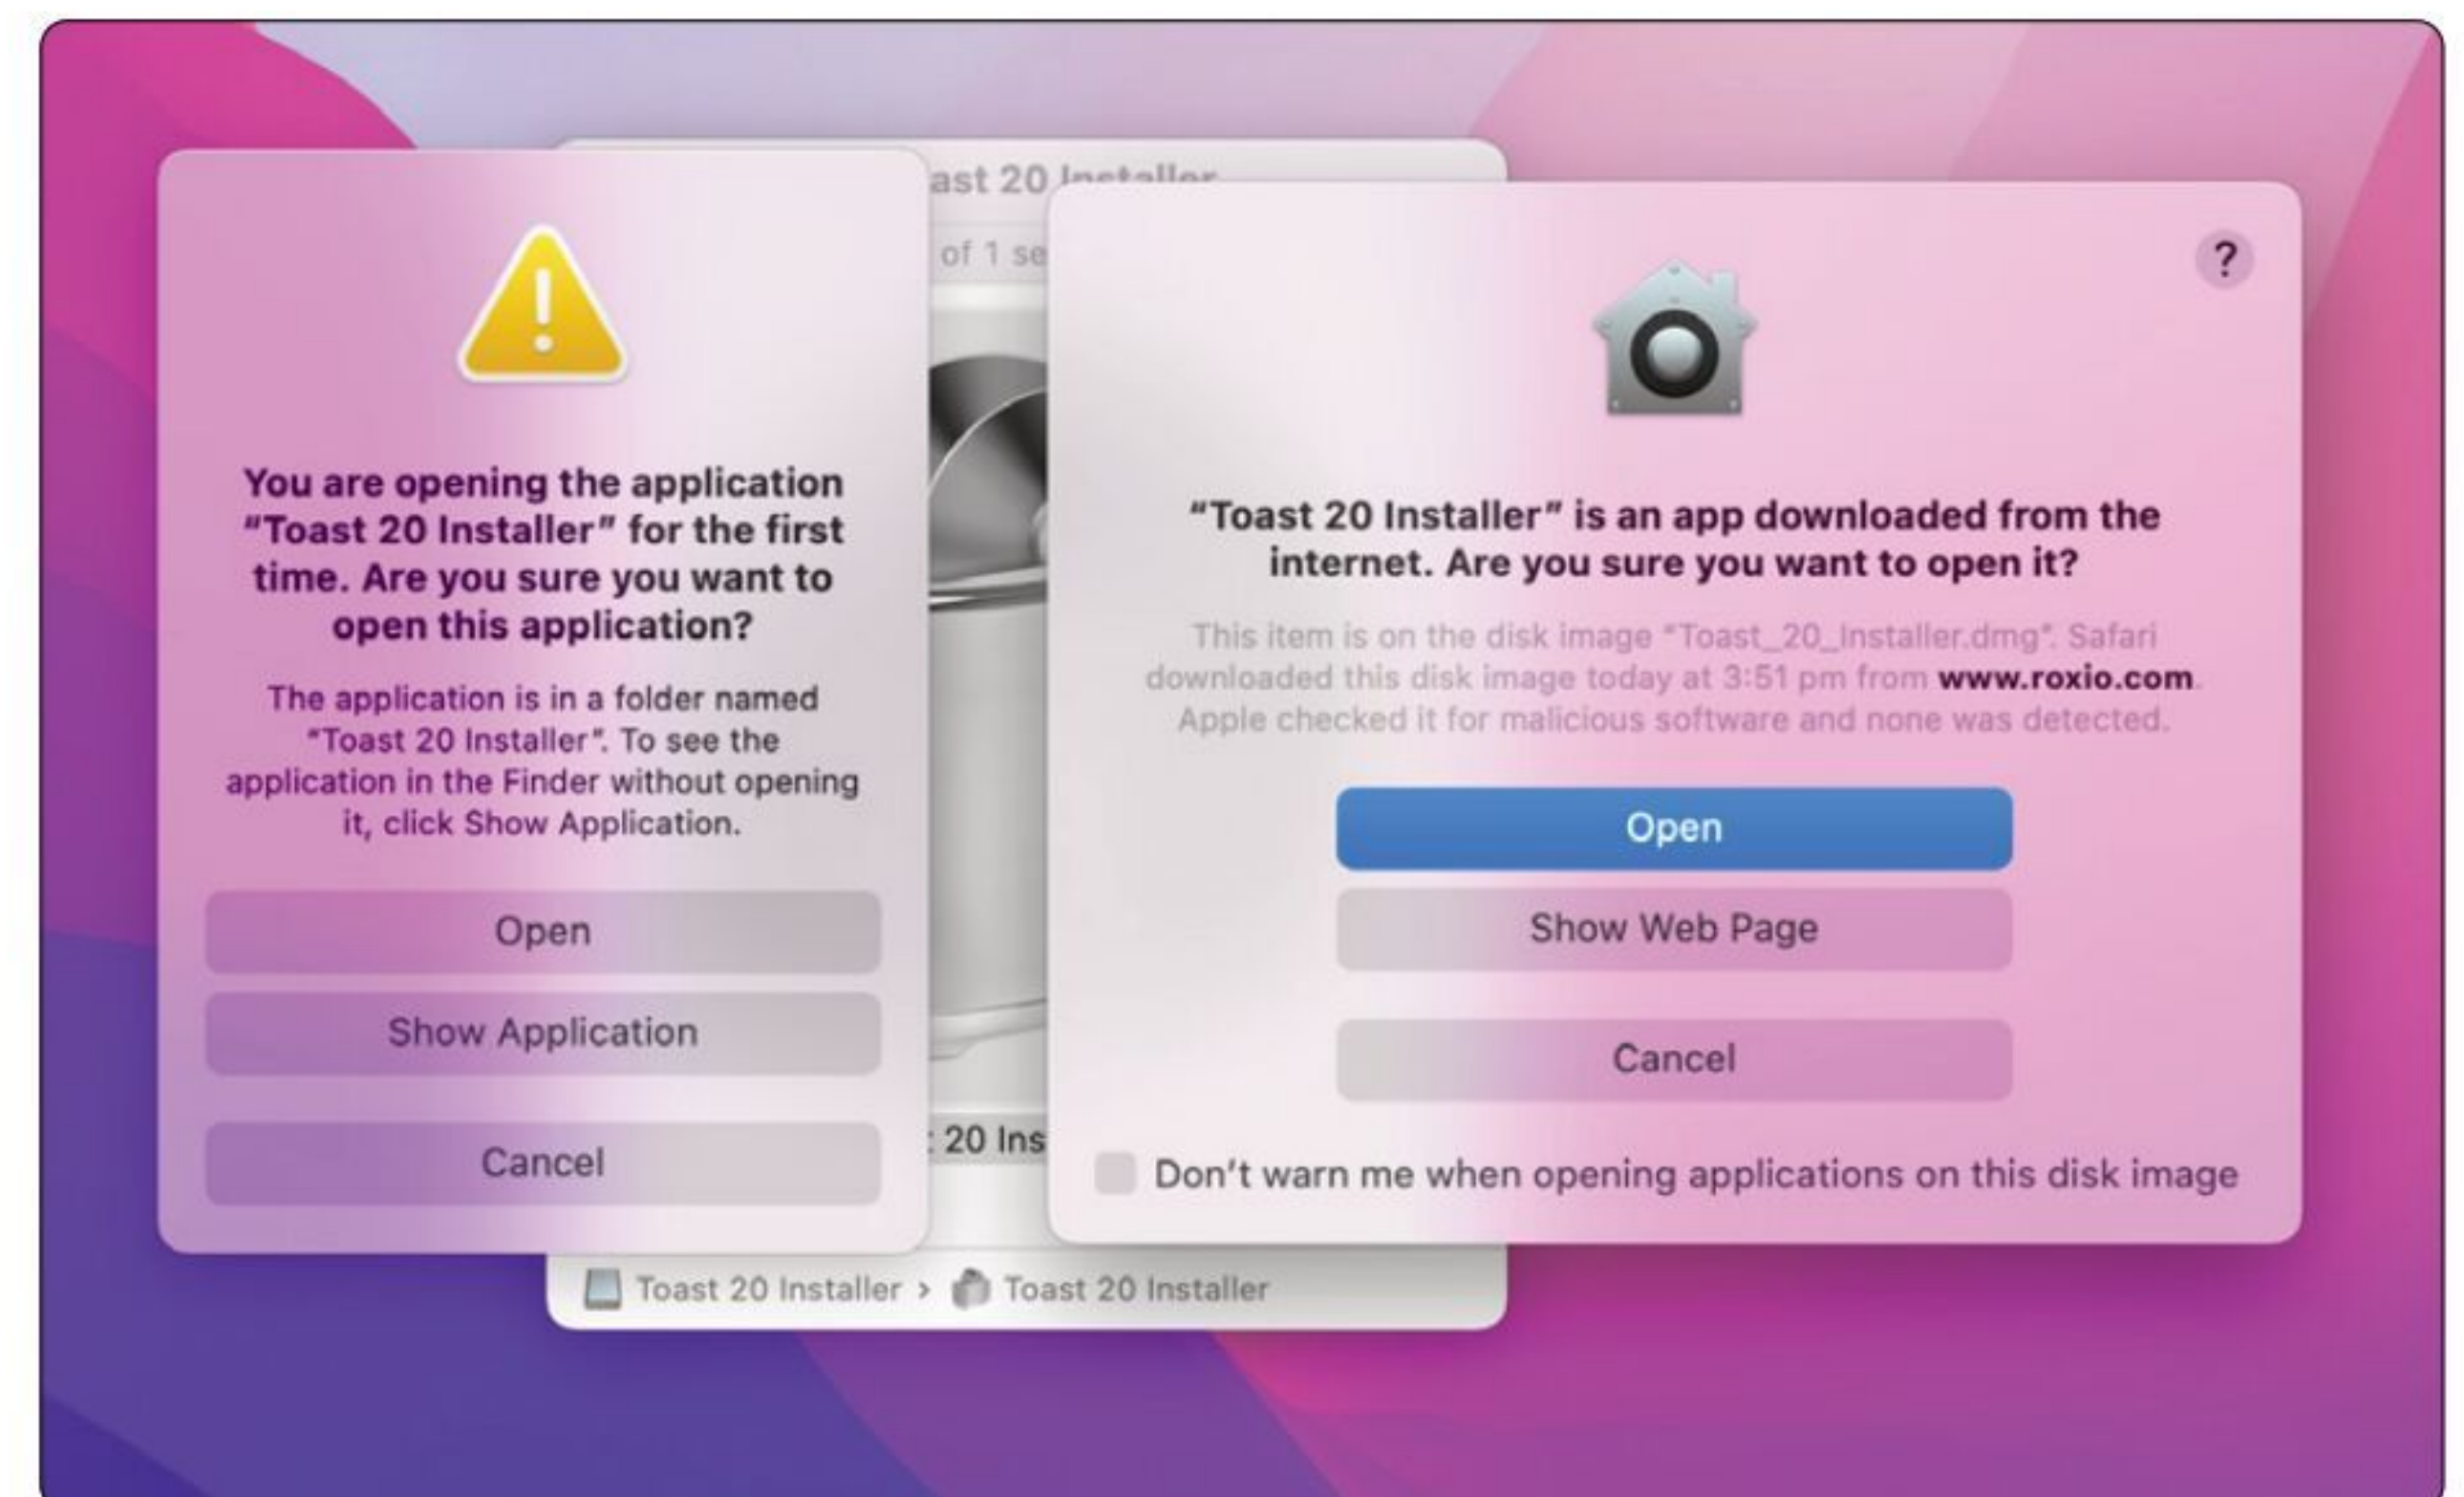 ast 20 Installer
of 1 se
You are opening the application
“Toast 20 Installer” for the first
time. Are you sure you want to
open this application?
The application is in a folder named
“Toast 20 Installer”. To see the
application in the Finder without opening
it, click Show Application.
Open
Show Application
Cancel
?
“Toast 20 Installer” is an app downloaded from the
internet. Are you sure you want to open it?
This item is on the disk image “Toast_20_Installer.dmg”. Safari
downloaded this disk image today at 3:51 pm from www.roxio.com.
Apple checked it for malicious software and none was detected.
Open
Show Web Page
Cancel
Don’t warn me when opening applications on this disk image
20 Ins
Toast 20 Installer › Toast 20 Installer